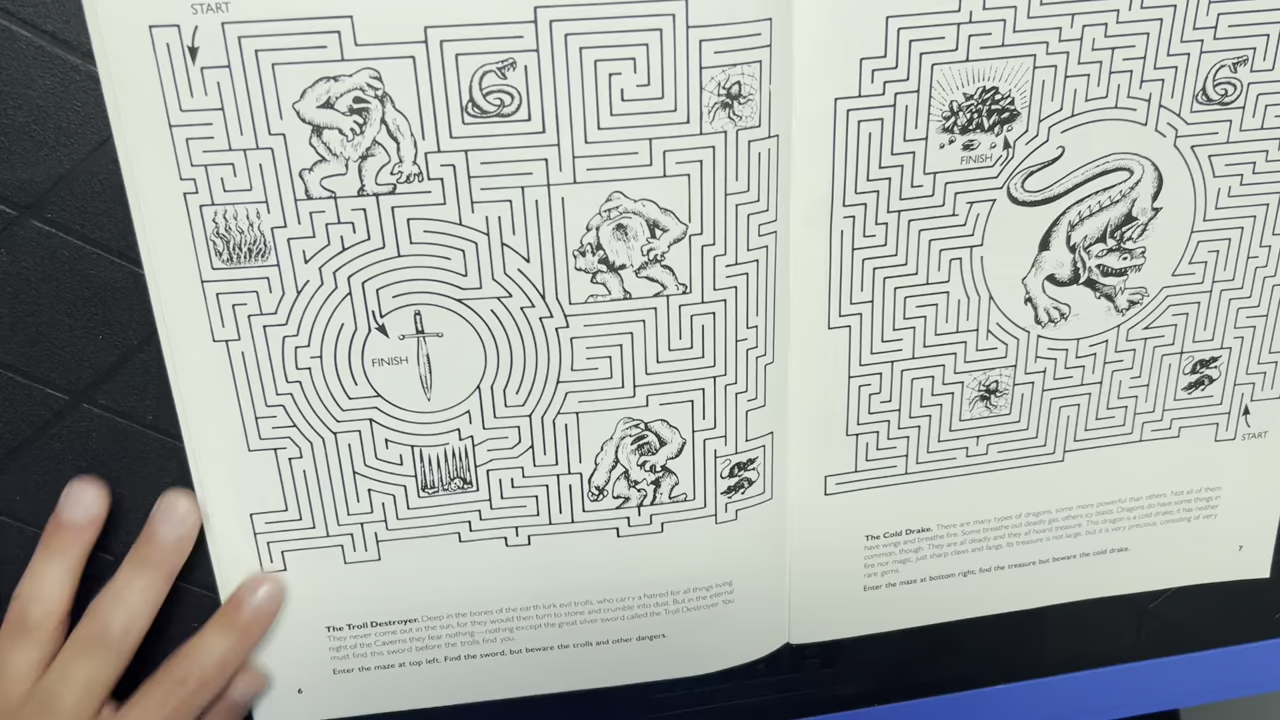 START
FINISH
The Troll Destroyer. Deep in the bones of the earth lurk evil trolls, who carry a hatred for all things living.
They never come out in the sun, for they would then turn to stone and crumble into dust. But in the eternal
night of the Caverns they fear nothing—nothing except the great silver sword called the Troll Destroyer. You
must find this sword before the trolls find you.
Enter the maze at top left. Find the sword, but beware the trolls and other dangers.
6
FINISH
START
The Cold Drake. There are many types of dragons, some more powerful than others. Not all of them
have wings and breathe fire. Some breathe out deadly gas, others icy blasts. Dragons do have some things in
common, though. They are all deadly and they all hoard treasure. This dragon is a cold drake, it has neither
fire nor magic, just sharp claws and fangs. Its treasure is not large, but it is very precious, consisting of very
rare gems.
Enter the maze at bottom right; find the treasure but beware the cold drake.
7